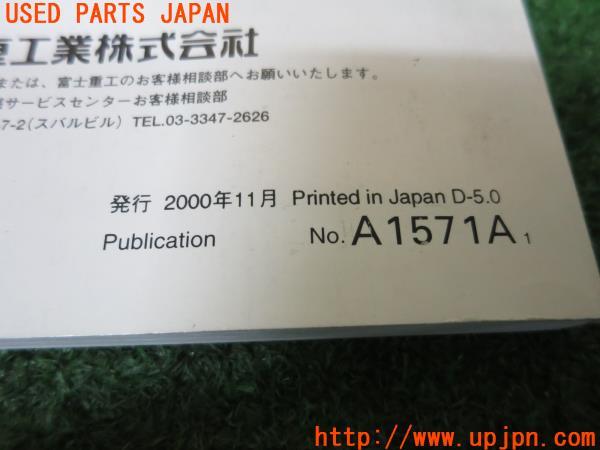 USED PARTS JAPAN
重工業株式会社
または、富士重工のお客様相談部へお願いいたします。
サービスセンターお客様相談部
7-2(スバルビル) TEL.03-3347-2626
発行 2000年11月 Printed in Japan D-5.0
Publication No. A1571A 1
http://www.upjpn.com/